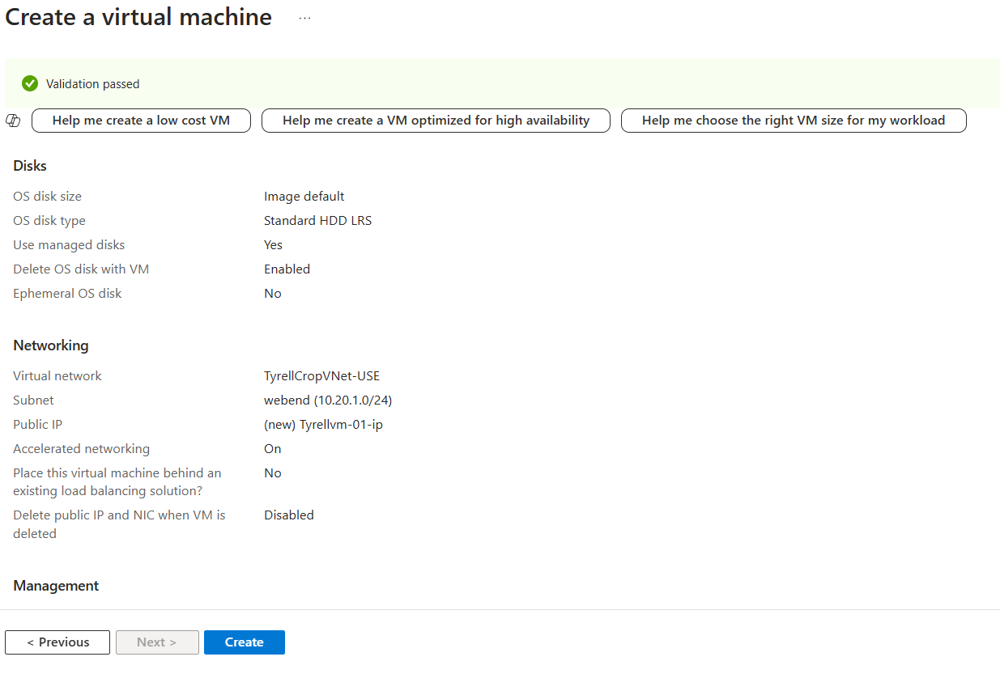 Create a virtual machine ...
Validation passed
Help me create a low cost VM Help me create a VM optimized for high availability Help me choose the right VM size for my workload
Disks
OS disk size Image default
OS disk type Standard HDD LRS
Use managed disks Yes
Delete OS disk with VM Enabled
Ephemeral OS disk No
Networking
Virtual network TyrellCropVNet-USE
Subnet webend (10.20.1.0/24)
Public IP (new) Tyrellvm-01-ip
Accelerated networking On
Place this virtual machine behind an No
existing load balancing solution?
Delete public IP and NIC when VM is Disabled
deleted
Management
< Previous Next > Create